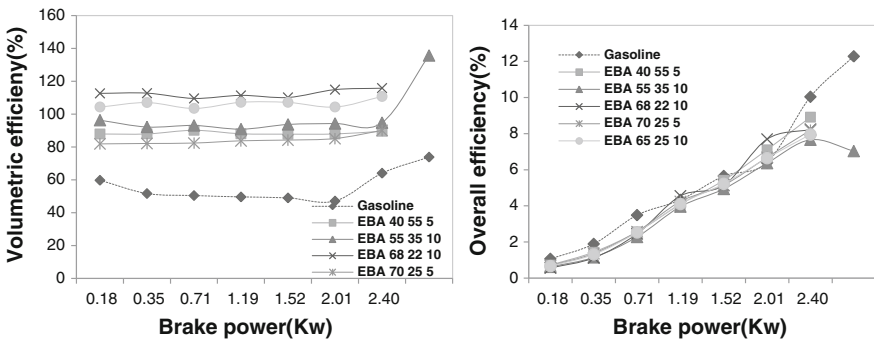 Volumetric efficieny(%)
160
140
120
100
80
60
40
20
0
Gasoline
EBA 40 55 5
EBA 55 35 10
EBA 68 22 10
EBA 70 25 5
0.18 0.35 0.71 1.19 1.52 2.01 2.40
Brake power(Kw)
Overall efficiency(%)
14
12
10
8
6
4
2
0
Gasoline
EBA 40 55 5
EBA 55 35 10
EBA 68 22 10
EBA 70 25 5
EBA 65 25 10
0.18 0.35 0.71 1.19 1.52 2.01 2.40
Brake power(Kw)